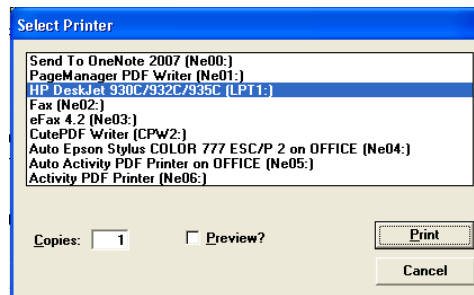 Select Printer
Send To OneNote 2007 (Ne00:)
PageManager PDF Writer (Ne01:)
HP DeskJet 930C/932C/935C (LPT1:)
Fax (Ne02:)
eFax 4.2 (Ne03:)
CutePDF Writer (CPW2:)
Auto Epson Stylus COLOR 777 ESC/P 2 on OFFICE (Ne04:)
Auto Activity PDF Printer on OFFICE (Ne05:)
Activity PDF Printer (Ne06:)
Copies: 1 Preview? Print
Cancel